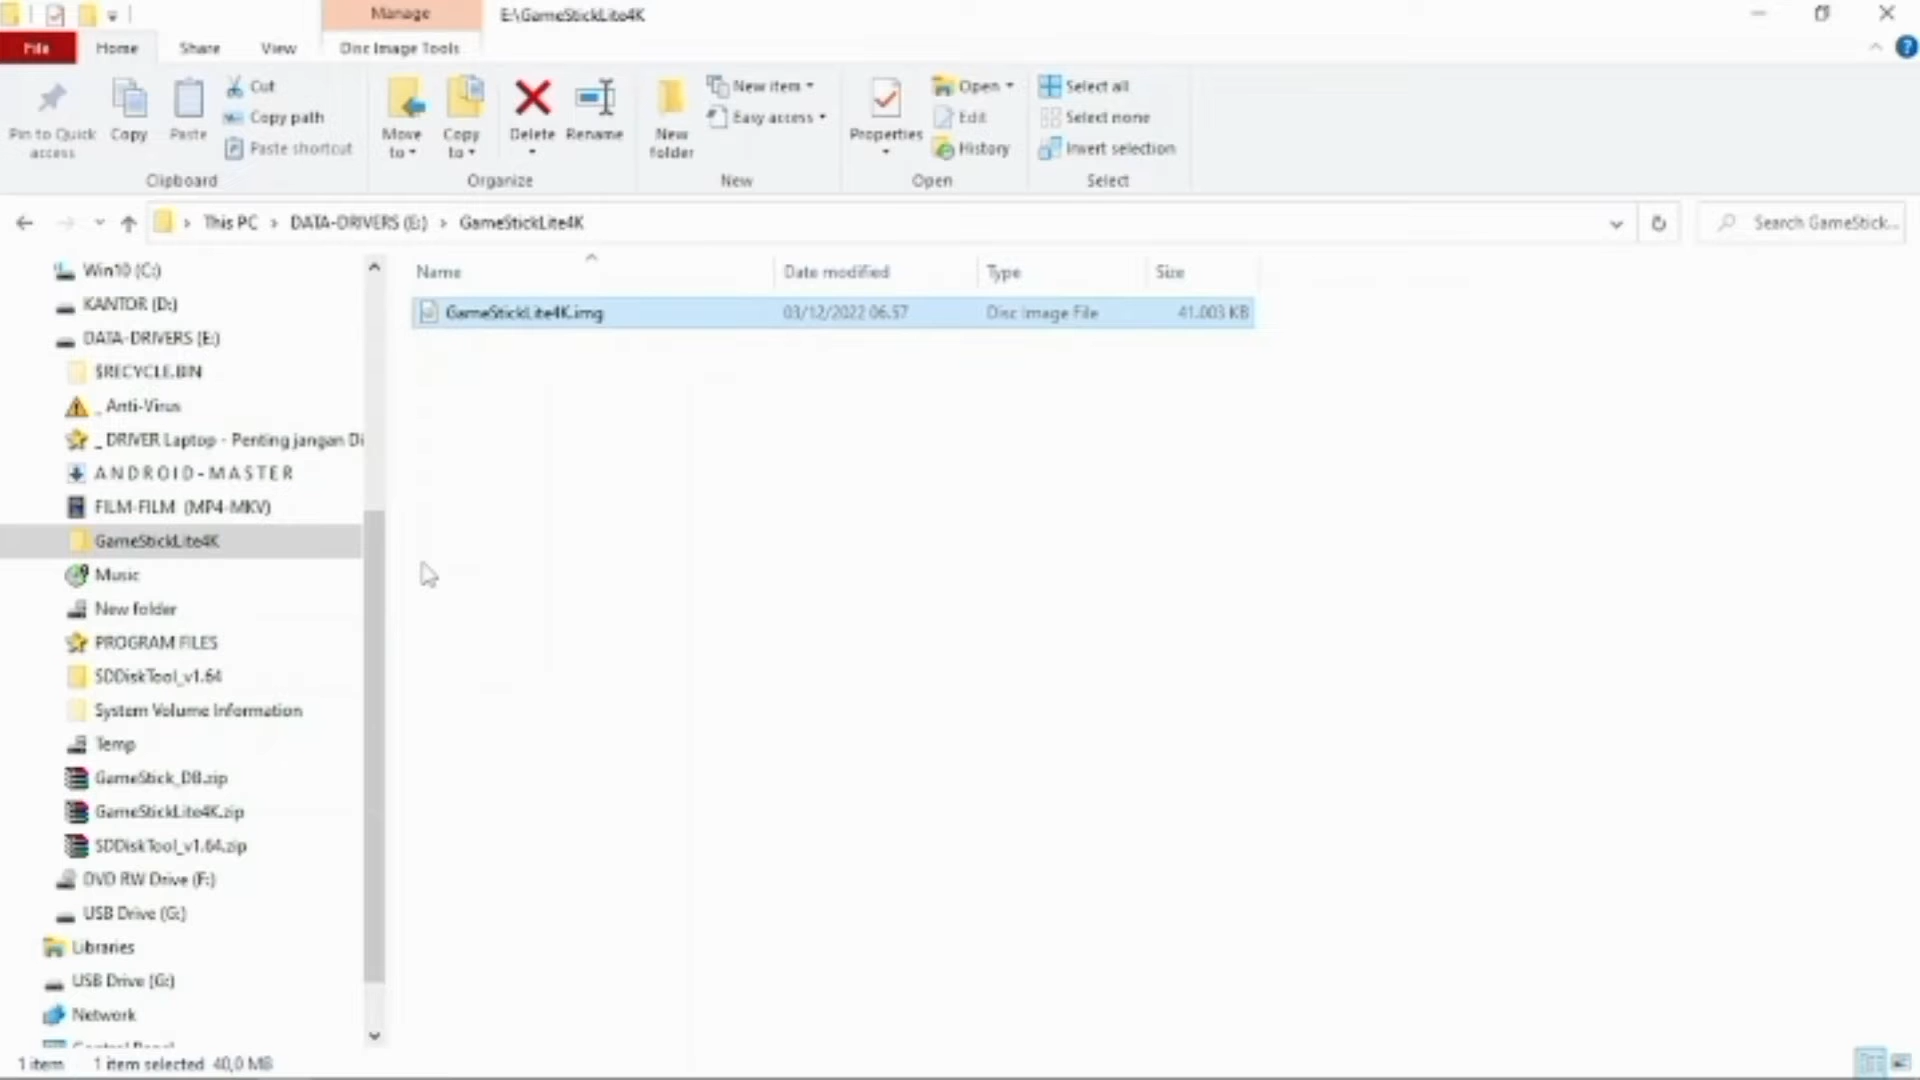 Manage
E:\GameStickLite4K
File
Home
Share
View
Disc Image Tools
Pin to Quick access
Copy
Paste
Cut
Copy path
Paste shortcut
Clipboard
Move to
Copy to
Delete
Rename
Organize
New folder
New item
Easy access
New
Properties
Open
Edit
History
Open
Select all
Select none
Invert selection
Select
This PC > DATA-DRIVERS (E:) > GameStickLite4K
Search GameStick...
Name
Date modified
Type
Size
GameStickLite4K.img
03/12/2022 06.57
Disc Image File
41.003 KB
Win10 (C:)
KANTOR (D:)
DATA-DRIVERS (E:)
$RECYCLE.BIN
_ Anti-Virus
_ DRIVER Laptop - Penting jangan Di
A N D R O I D - M A S T E R
FILM-FILM (MP4-MKV)
GameStickLite4K
Music
New folder
PROGRAM FILES
SDDiskTool_v1.64
System Volume Information
Temp
GameStick_DB.zip
GameStickLite4K.zip
SDDiskTool_v1.64.zip
DVD RW Drive (F:)
USB Drive (G:)
Libraries
USB Drive (G:)
Network
1 item
1 item selected 40,0 MB